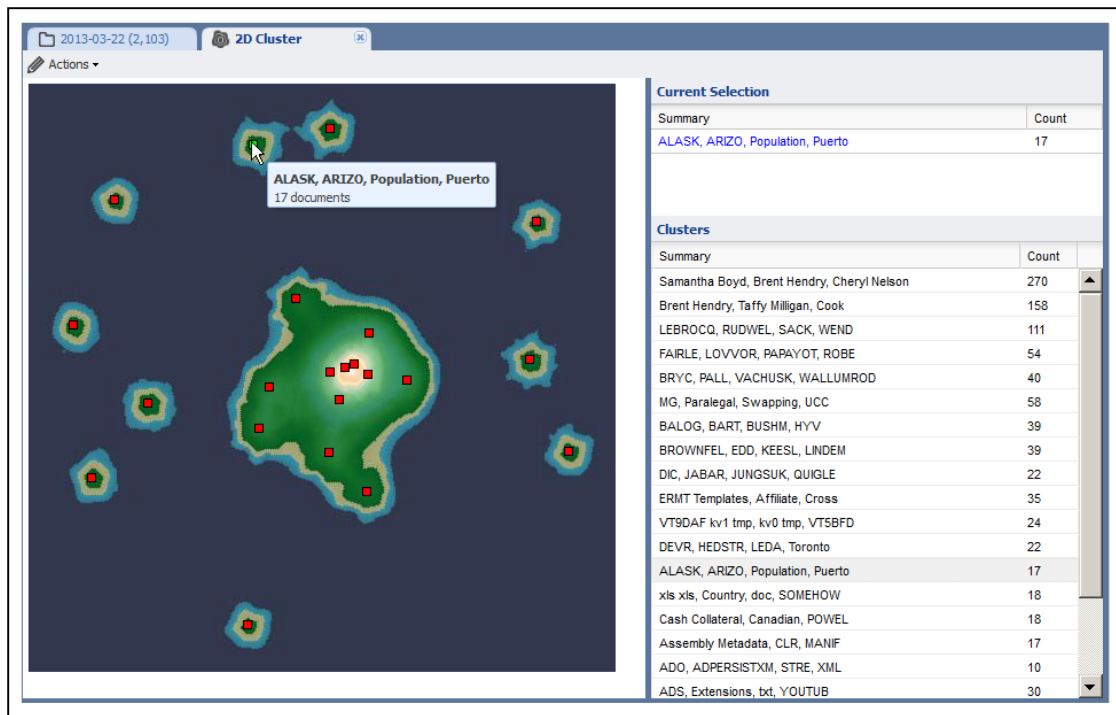 2013-03-22 (2,103)
2D Cluster
Actions
ALASK, ARIZO, Population, Puerto
17 documents
Current Selection
Summary Count
ALASK, ARIZO, Population, Puerto 17
Clusters
Summary Count
Samantha Boyd, Brent Hendry, Cheryl Nelson 270
Brent Hendry, Taffy Milligan, Cook 158
LEBROCQ, RUDWEL, SACK, WEND 111
FAIRLE, LOVVOR, PAPAYOT, ROBE 54
BRYC, PALL, VACHUSK, WALLUMROD 40
MG, Paralegal, Swapping, UCC 58
BALOG, BART, BUSHM, HYV 39
BROWNFEL, EDD, KEESL, LINDEM 39
DIC, JABAR, JUNGSUK, QUIGLE 22
ERMT Templates, Affiliate, Cross 35
VT9DAF kv1 tmp, kv0 tmp, VT5BFD 24
DEVR, HEDSTR, LEDA, Toronto 22
ALASK, ARIZO, Population, Puerto 17
xls xls, Country, doc, SOMEHOW 18
Cash Collateral, Canadian, POWEL 18
Assembly Metadata, CLR, MANIF 17
ADO, ADPERSISTXM, STRE, XML 10
ADS, Extensions, txt, YOUTUB 30